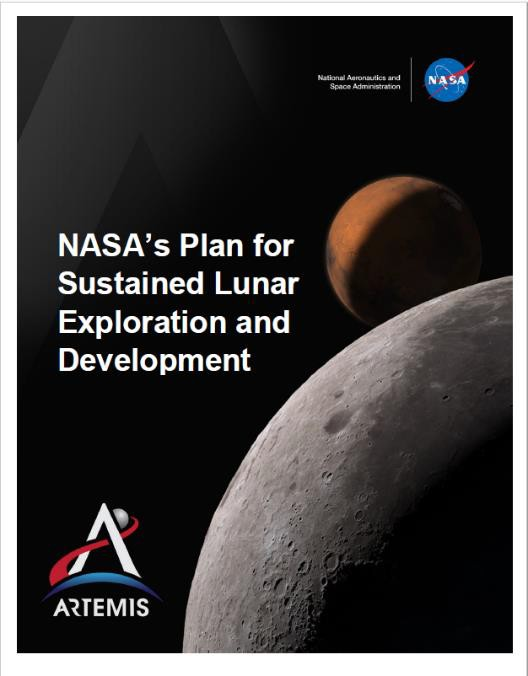 National Aeronautics and
Space Administration
NASA
NASA’s Plan for
Sustained Lunar
Exploration and
Development
ARTEMIS